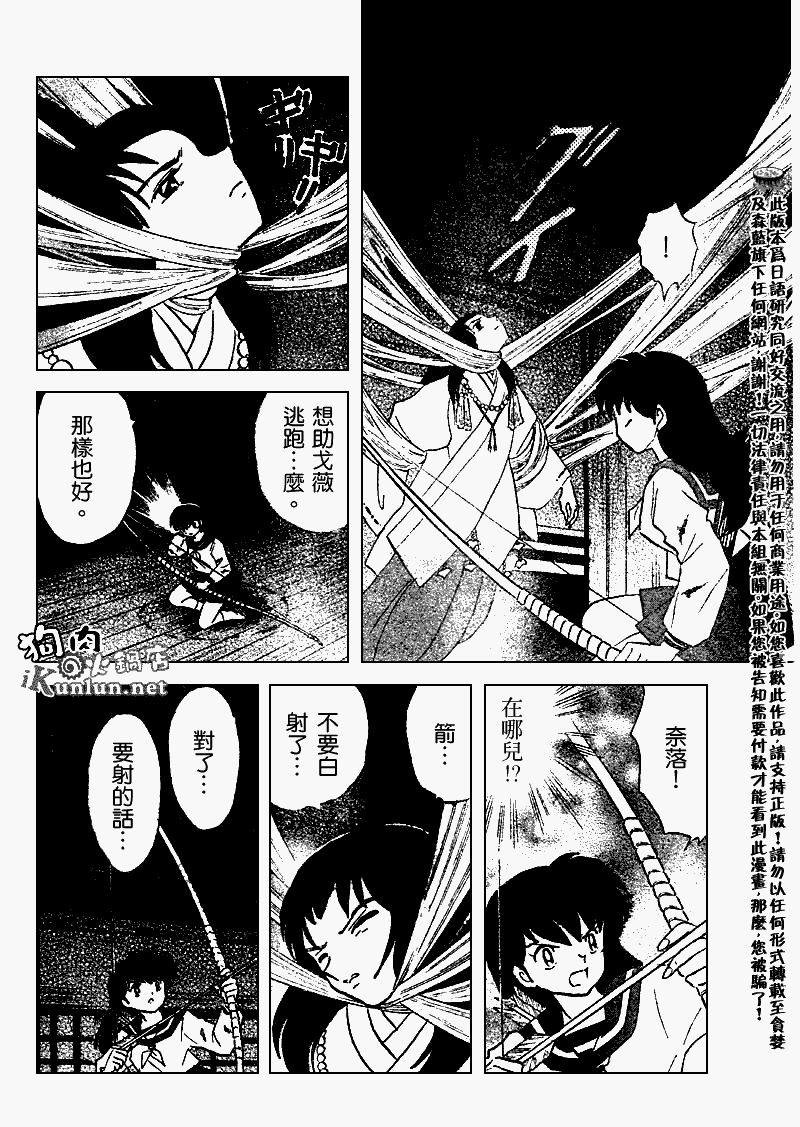 ズ
イ
!
ギリ
ギリ
想助戈薇
逃跑…麼。
那樣也好。
奈落!
在哪兒!?
箭…
不要白
射了…
對了…
要射的話…
此版本爲日語研究同好交流之用,請勿用于任何商業用途,如您喜歡此作品,請支持正版!請勿以任何形式轉載至貪婪
及森藍旗下任何網站,謝謝!一切法律責任與本組無關,如果您被告知需要付款才能看到此漫畫,那麼,您被騙了!
狗肉
火鍋店
iKunlun.net